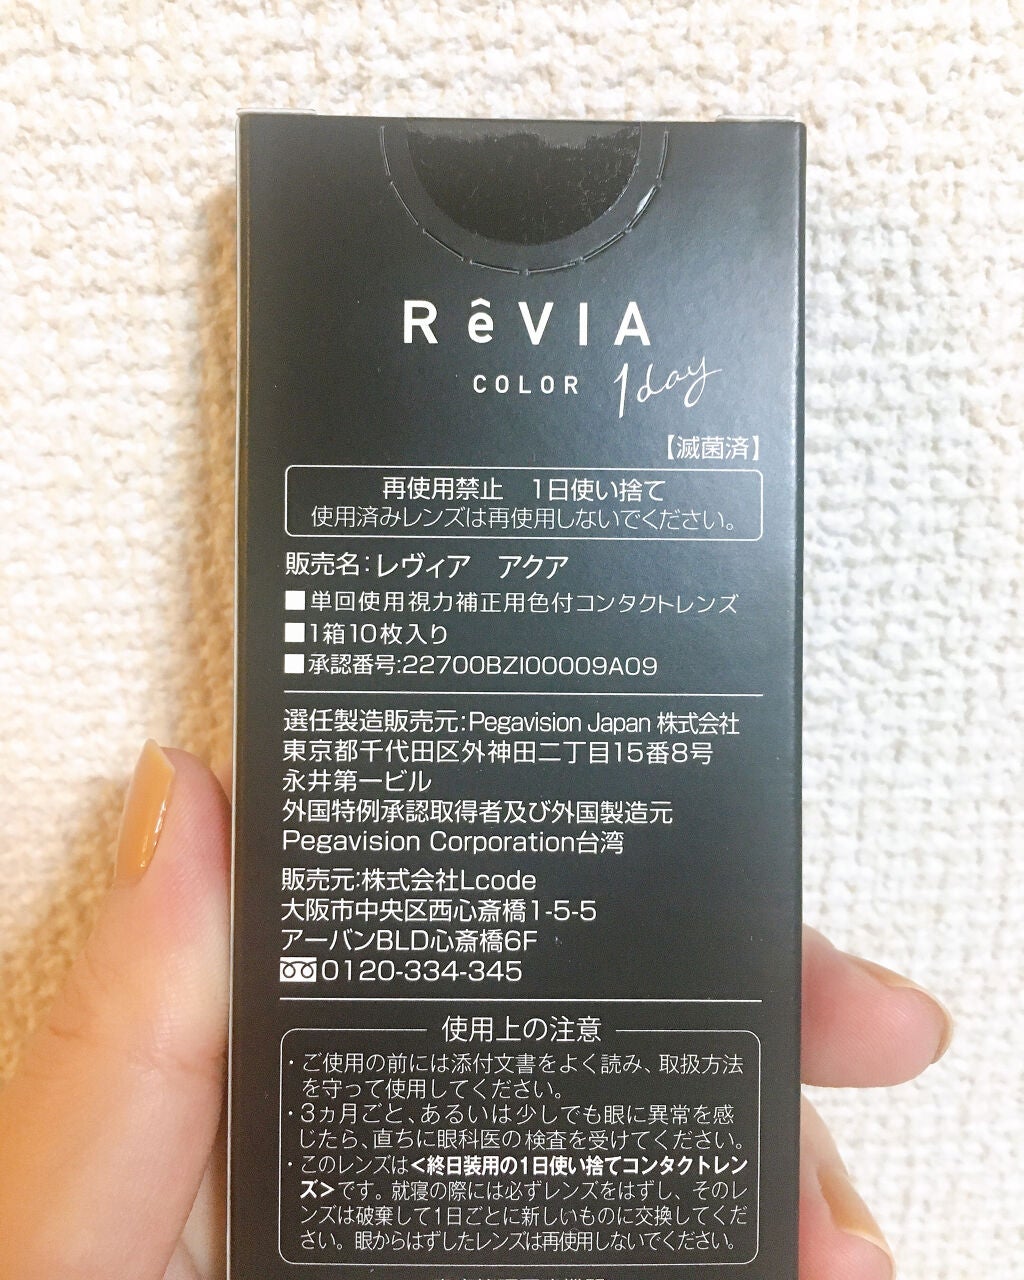 RêVIA
COLOR 1day
【滅菌済】
再使用禁止 1日使い捨て
使用済みレンズは再使用しないでください。
販売名：レヴィア アクア
■単回使用視力補正用色付コンタクトレンズ
■1箱10枚入り
■承認番号:22700BZI00009A09
選任製造販売元：Pegavision Japan 株式会社
東京都千代田区外神田二丁目15番8号
永井第一ビル
外国特例承認取得者及び外国製造元
Pegavision Corporation台湾
販売元:株式会社Lcode
大阪市中央区西心斎橋1-5-5
アーバンBLD心斎橋6F
0120-334-345
使用上の注意
・ご使用の前には添付文書をよく読み、取扱方法
を守って使用してください。
・3ヵ月ごと、あるいは少しでも眼に異常を感
じたら、直ちに眼科医の検査を受けてください。
・このレンズは<終日装用の1日使い捨てコンタクトレン
ズ>です。就寝の際には必ずレンズをはずし、そのレ
ンズは破棄して1日ごとに新しいものに交換してくだ
さい。眼からはずしたレンズは再使用しないでください。